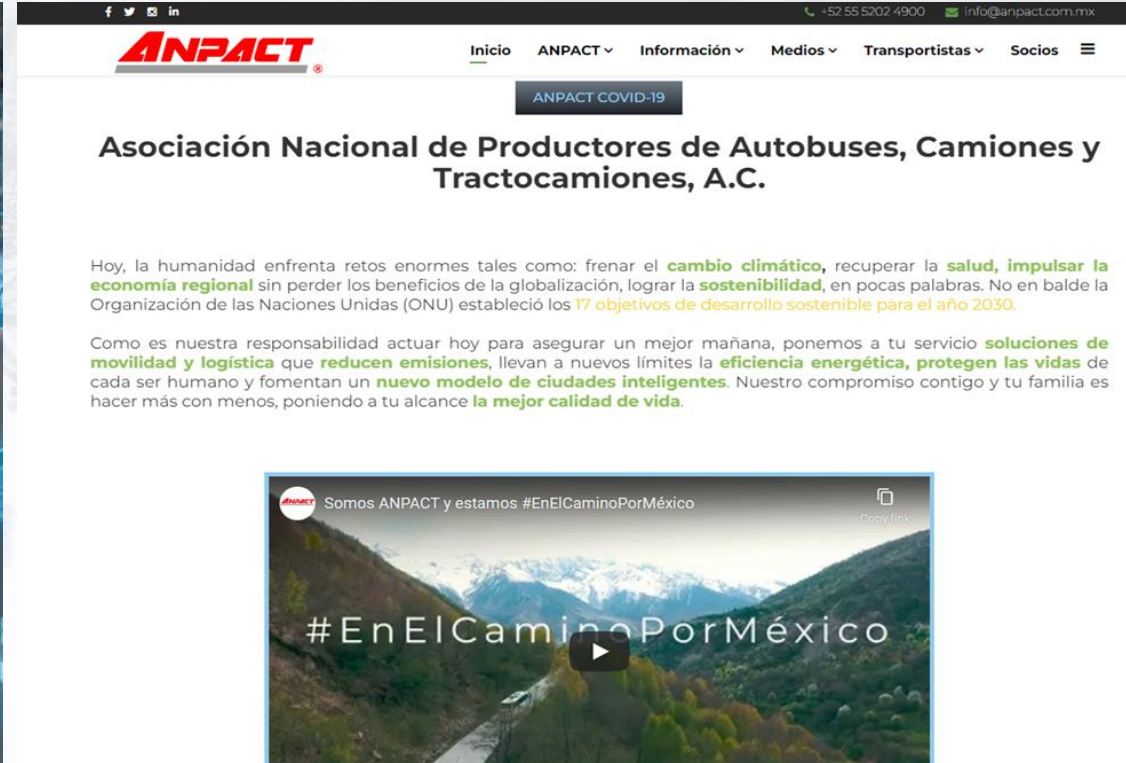 +52 55 5202 4900 info@anpact.com.mx
ANPACT ®
Inicio ANPACT Información Medios Transportistas Socios
ANPACT COVID-19
Asociación Nacional de Productores de Autobuses, Camiones y
Tractocamiones, A.C.
Hoy, la humanidad enfrenta retos enormes tales como: frenar el cambio climático, recuperar la salud, impulsar la
economía regional sin perder los beneficios de la globalización, lograr la sostenibilidad, en pocas palabras. No en balde la
Organización de las Naciones Unidas (ONU) estableció los 17 objetivos de desarrollo sostenible para el año 2030.
Como es nuestra responsabilidad actuar hoy para asegurar un mejor mañana, ponemos a tu servicio soluciones de
movilidad y logística que reducen emisiones, llevan a nuevos límites la eficiencia energética, protegen las vidas de
cada ser humano y fomentan un nuevo modelo de ciudades inteligentes. Nuestro compromiso contigo y tu familia es
hacer más con menos, poniendo a tu alcance la mejor calidad de vida.
ANPACT Somos ANPACT y estamos #EnElCaminoPorMéxico
Copy link
#EnElCaminoPorMéxico